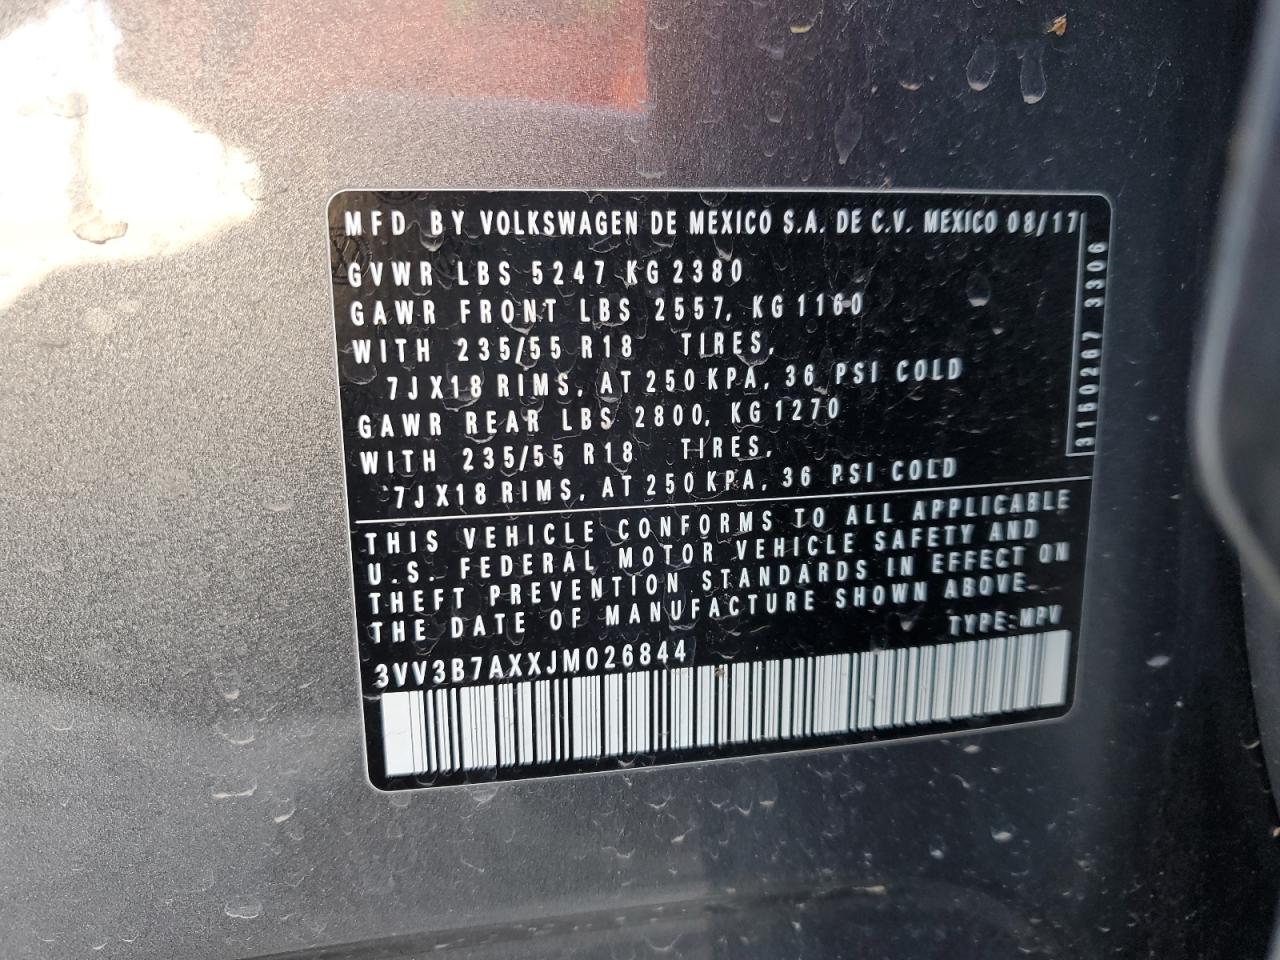 MFD BY VOLKSWAGEN DE MEXICO S.A. DE C.V. MEXICO 08/17
GVWR LBS 5247 KG 2380
GAWR FRONT LBS 2557, KG 1160
WITH 235/55 R18 TIRES,
7JX18 RIMS, AT 250 KPA, 36 PSI COLD
GAWR REAR LBS 2800, KG 1270
WITH 235/55 R18 TIRES,
7JX18 RIMS, AT 250 KPA, 36 PSI COLD
3150267 3306
THIS VEHICLE CONFORMS TO ALL APPLICABLE
U.S. FEDERAL MOTOR VEHICLE SAFETY AND
THEFT PREVENTION STANDARDS IN EFFECT ON
THE DATE OF MANUFACTURE SHOWN ABOVE.
TYPE: MPV
3VV3B7AXXJM026844